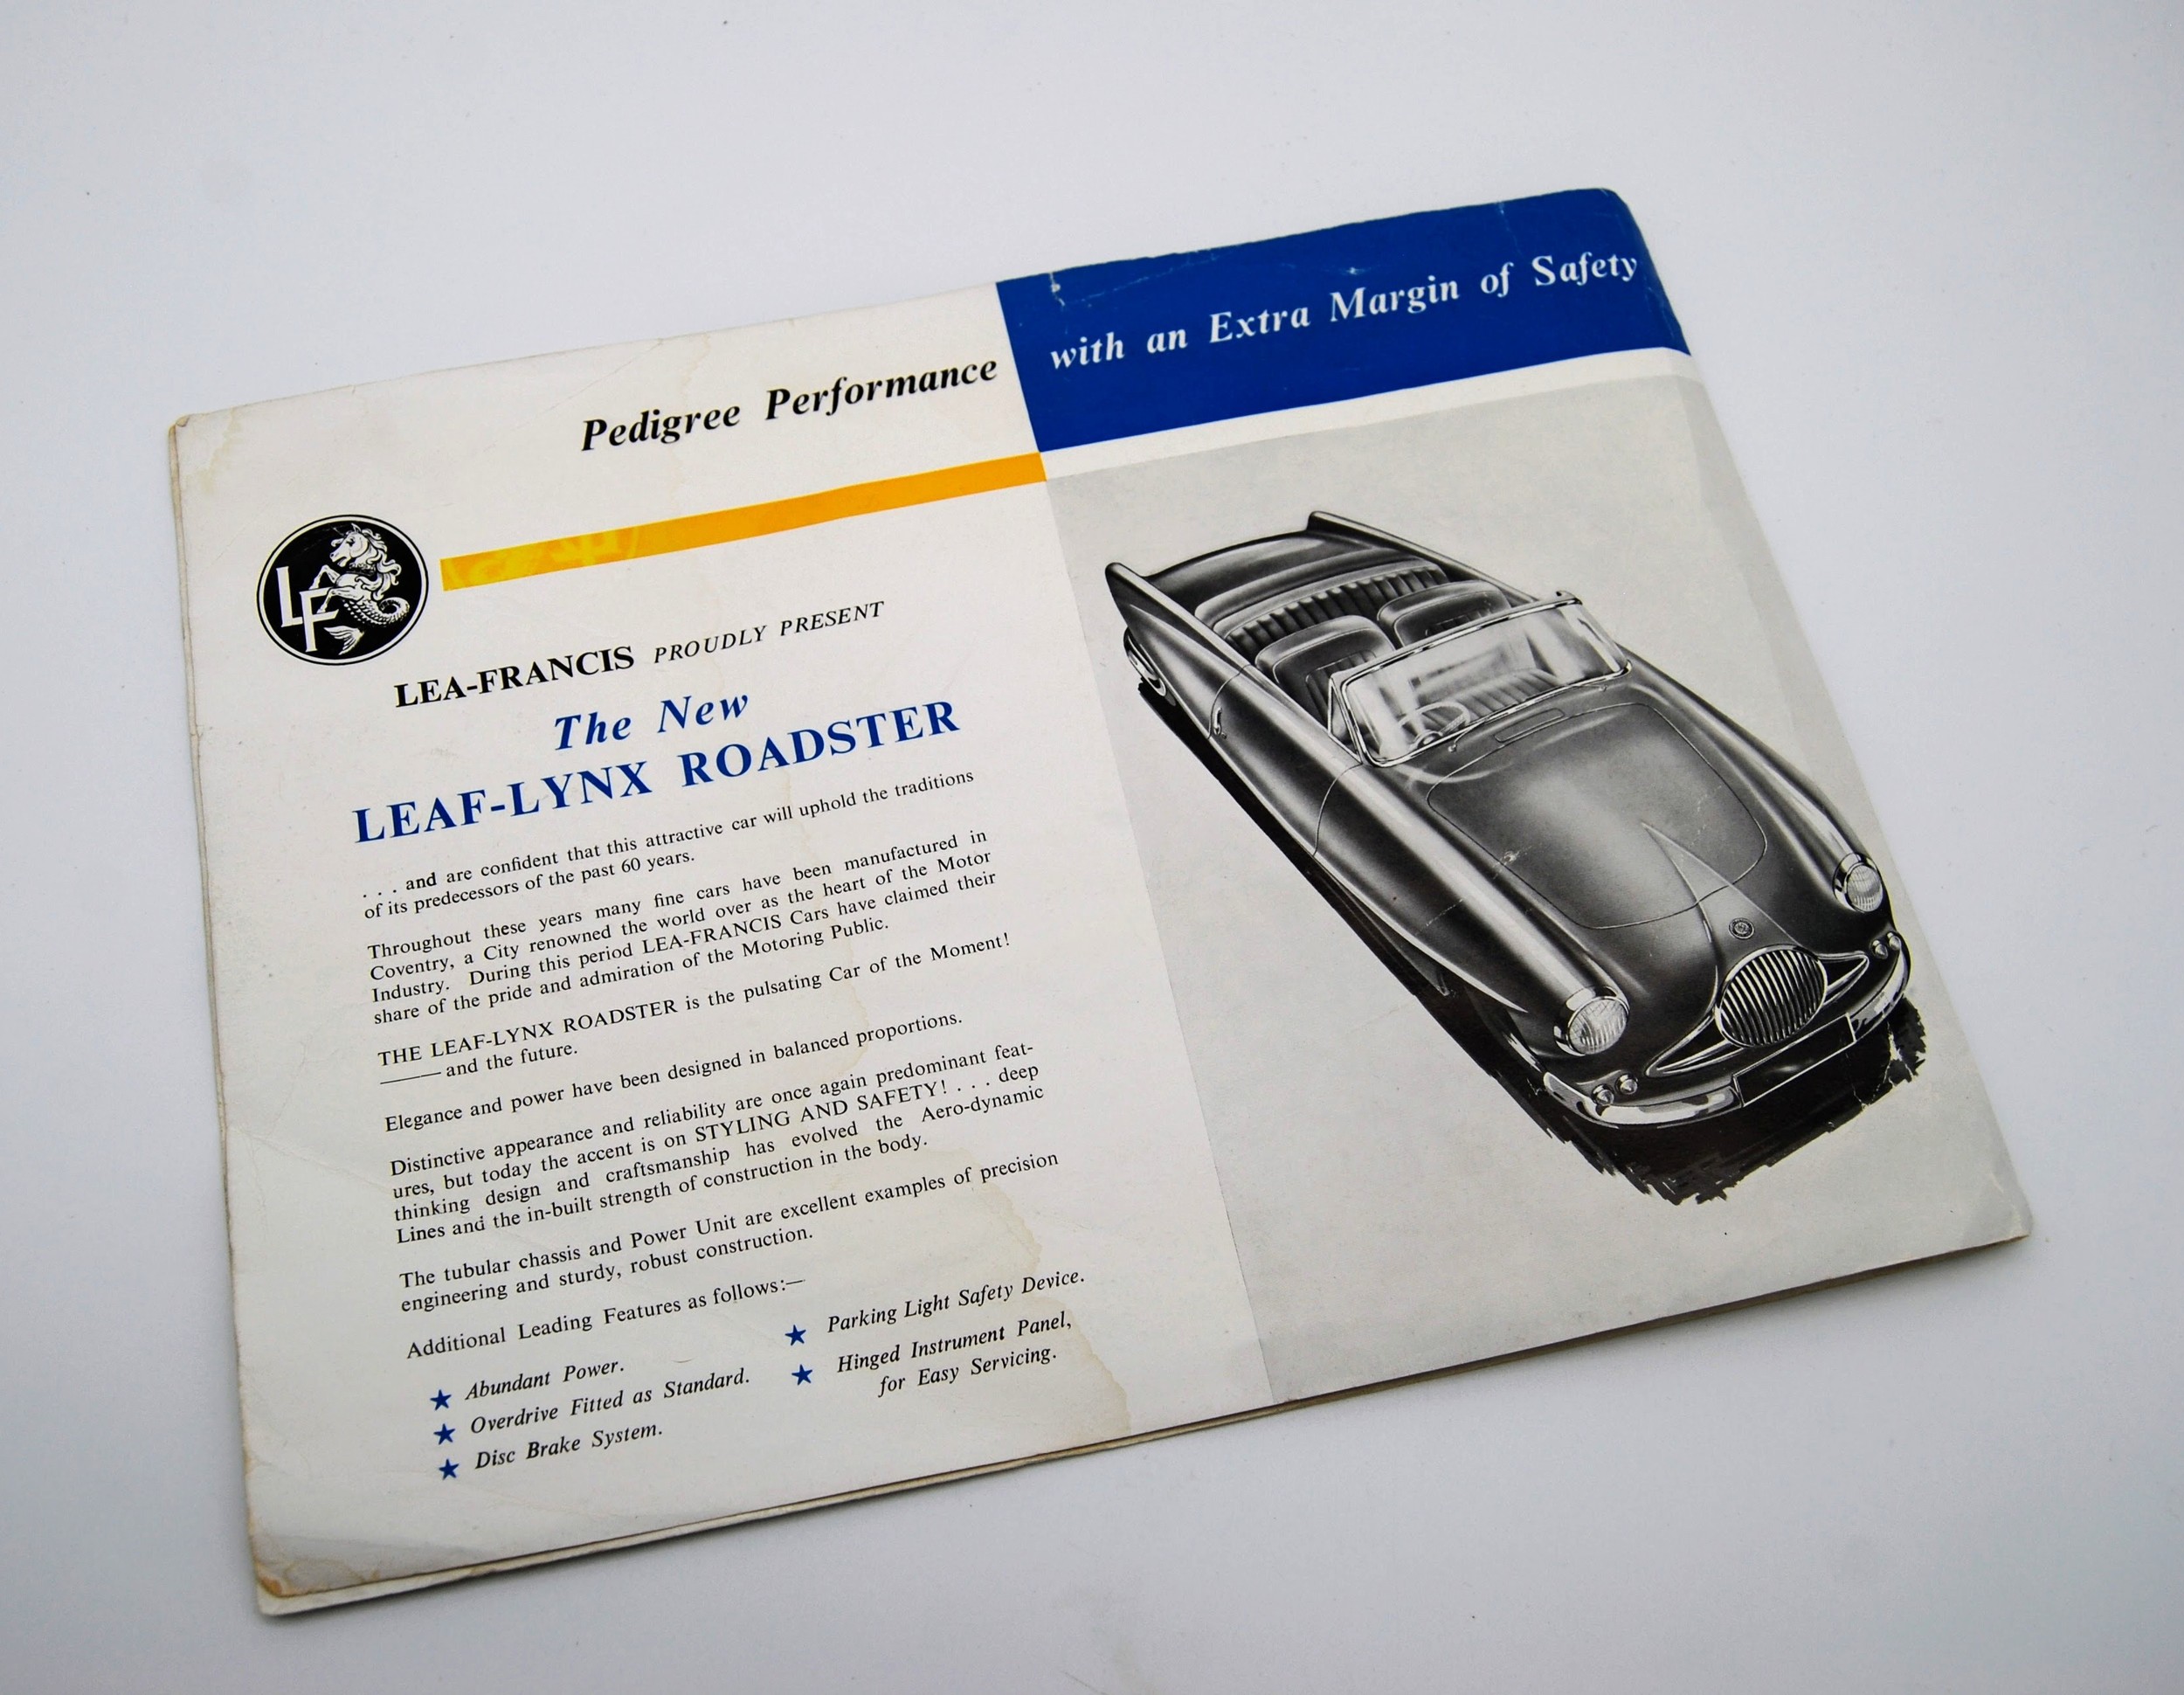 Pedigree Performance with an Extra Margin of Safety
LF
LEA-FRANCIS PROUDLY PRESENT
The New
LEAF-LYNX ROADSTER
. . . and are confident that this attractive car will uphold the traditions
of its predecessors of the past 60 years.
Throughout these years many fine cars have been manufactured in
Coventry, a City renowned the world over as the heart of the Motor
Industry. During this period LEA-FRANCIS Cars have claimed their
share of the pride and admiration of the Motoring Public.
THE LEAF-LYNX ROADSTER is the pulsating Car of the Moment!
——— and the future.
Elegance and power have been designed in balanced proportions.
Distinctive appearance and reliability are once again predominant feat-
ures, but today the accent is on STYLING AND SAFETY! . . . deep
thinking design and craftsmanship has evolved the Aero-dynamic
Lines and the in-built strength of construction in the body.
The tubular chassis and Power Unit are excellent examples of precision
engineering and sturdy, robust construction.
Additional Leading Features as follows:—
★ Abundant Power.
★ Overdrive Fitted as Standard.
★ Disc Brake System.
★ Parking Light Safety Device.
★ Hinged Instrument Panel,
for Easy Servicing.